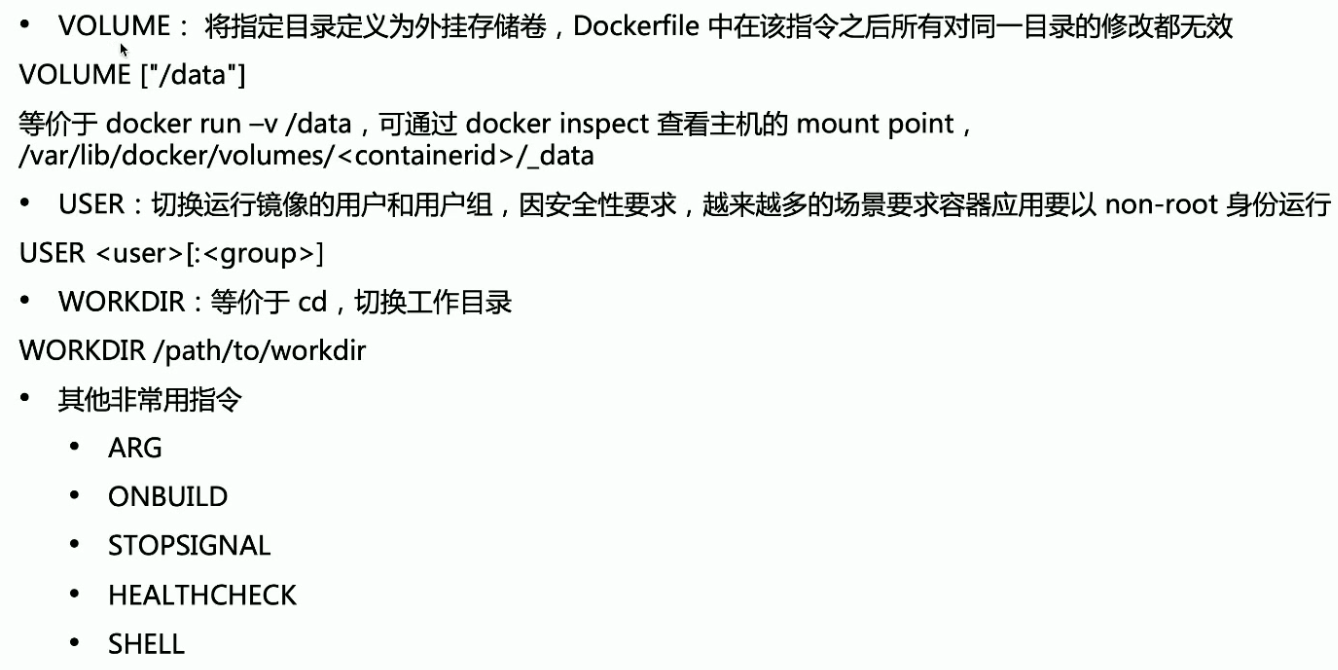 • VOLUME： 将指定目录定义为外挂存储卷，Dockerfile 中在该指令之后所有对同一目录的修改都无效
VOLUME ["/data"]
等价于 docker run –v /data，可通过 docker inspect 查看主机的 mount point，
/var/lib/docker/volumes/<containerid>/_data
• USER：切换运行镜像的用户和用户组，因安全性要求，越来越多的场景要求容器应用要以 non-root 身份运行
USER <user>[:<group>]
• WORKDIR：等价于 cd，切换工作目录
WORKDIR /path/to/workdir
• 其他非常用指令
• ARG
• ONBUILD
• STOPSIGNAL
• HEALTHCHECK
• SHELL